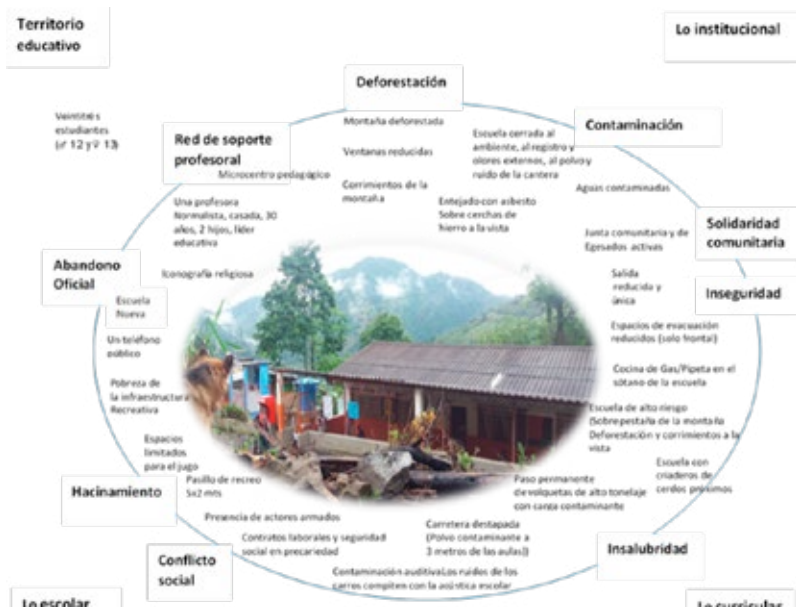 Territorio
educativo
Lo institucional
Deforestación
Veintitrés
estudiantes
(♂ 12 y ♀ 13)
Red de soporte
profesoral
Microcentro pedagógico
Montaña deforestada
Ventanas reducidas
Corrimientos de la
montaña
Escuela cerrada al
ambiente, al registro y
olores externos, al polvo y
ruido de la cantera
Contaminación
Aguas contaminadas
Una profesora
Normalista, casada, 30
años, 2 hijos, líder
educativa
Entejado con asbesto
Sobre cerchas de
hierro a la vista
Junta comunitaria y de
Egesados activas
Solidaridad
comunitaria
Abandono
Oficial
Iconografía religiosa
Salida
reducida y
única
Inseguridad
Escuela
Nueva
Un teléfono
público
Espacios de evacuación
reducidos (solo frontal)
Pobreza de
la infraestructura
Recreativa
Cocina de Gas/Pipeta en el
sótano de la escuela
Espacios
limitados
para el jugo
Escuela de alto riesgo
(Sobrepestaña de la montaña
Deforestación y corrimientos a la
vista
Escuela con
criaderos de
cerdos próximos
Hacinamiento
Pasillo de recreo
5x2 mts
Paso permanente
de volquetas de alto tonelaje
con carga contaminante
Presencia de actores armados
Contratos laborales y seguridad
social en precariedad
Carretera destapada
(Polvo contaminante a
3 metros de las aulas))
Insalubridad
Conflicto
social
Contaminación auditiva.Los ruidos de los
carros compiten con la acústica escolar
Lo escolar
Lo curriculas